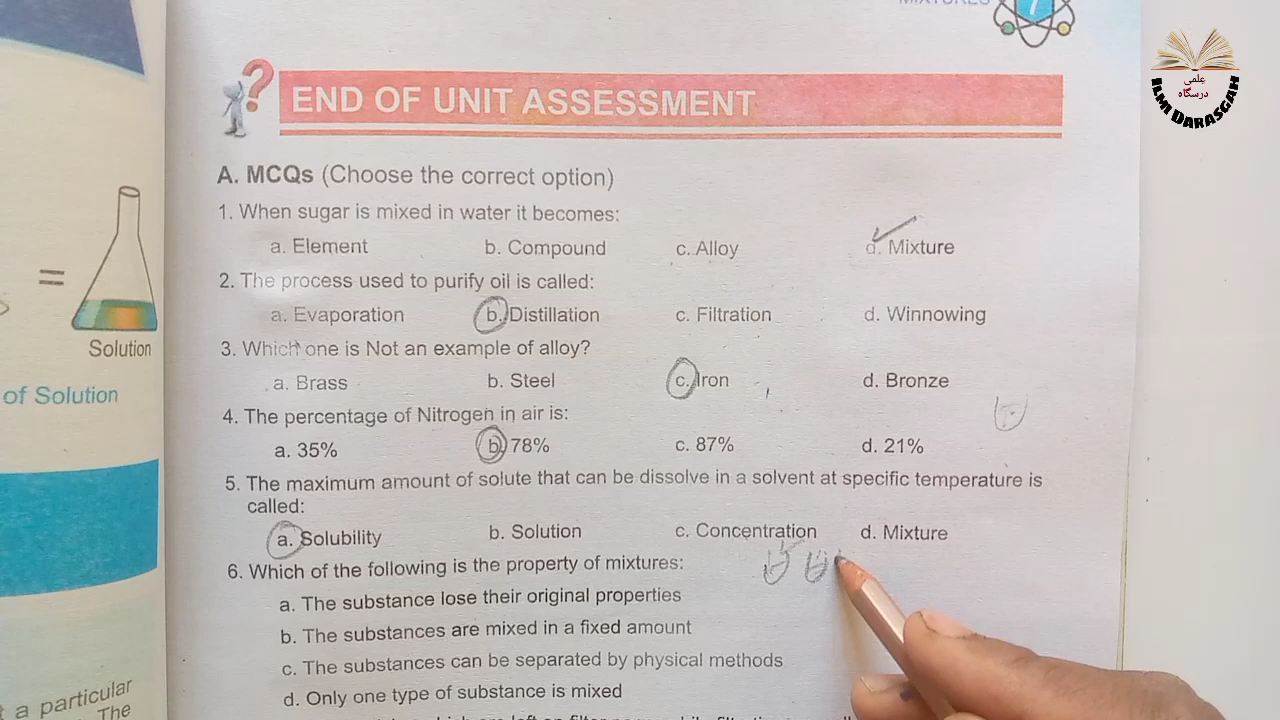 MIXTURES
7
علمی
درسگاہ
ILMI DARASGAH
?
END OF UNIT ASSESSMENT
A. MCQs (Choose the correct option)
1. When sugar is mixed in water it becomes:
a. Element b. Compound c. Alloy d. Mixture
2. The process used to purify oil is called:
a. Evaporation b. Distillation c. Filtration d. Winnowing
3. Which one is Not an example of alloy?
a. Brass b. Steel c. Iron d. Bronze
4. The percentage of Nitrogen in air is:
a. 35% b. 78% c. 87% d. 21%
5. The maximum amount of solute that can be dissolve in a solvent at specific temperature is
called:
a. Solubility b. Solution c. Concentration d. Mixture
6. Which of the following is the property of mixtures:
a. The substance lose their original properties
b. The substances are mixed in a fixed amount
c. The substances can be separated by physical methods
d. Only one type of substance is mixed
=
Solution
of Solution
t a particular
The